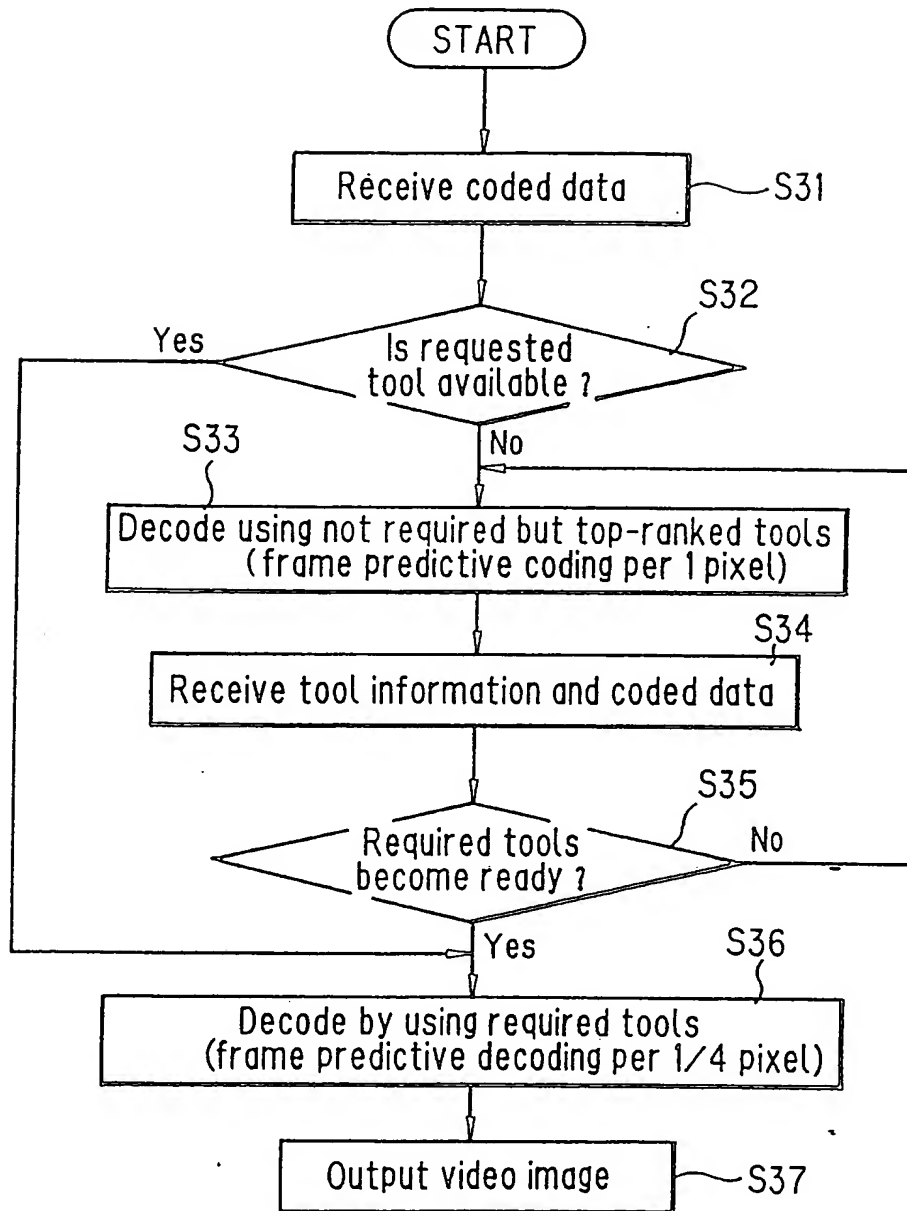 START
Receive coded data
S31
S32
Yes
Is requested
tool available ?
No
S33
Decode using not required but top-ranked tools
(frame predictive coding per 1 pixel)
S34
Receive tool information and coded data
S35
Required tools
become ready ?
No
Yes
S36
Decode by using required tools
(frame predictive decoding per 1/4 pixel)
Output video image
S37